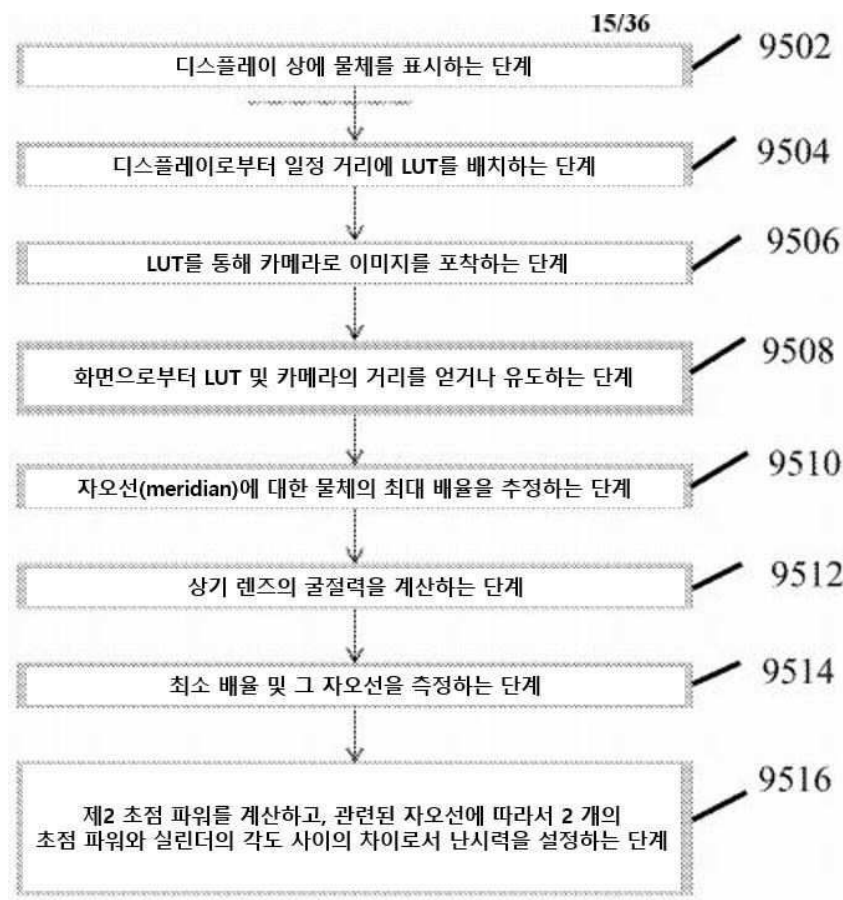 15/36
디스플레이 상에 물체를 표시하는 단계
9502
디스플레이로부터 일정 거리에 LUT를 배치하는 단계
9504
LUT를 통해 카메라로 이미지를 포착하는 단계
9506
화면으로부터 LUT 및 카메라의 거리를 얻거나 유도하는 단계
9508
자오선(meridian)에 대한 물체의 최대 배율을 추정하는 단계
9510
상기 렌즈의 굴절력을 계산하는 단계
9512
최소 배율 및 그 자오선을 측정하는 단계
9514
제2 초점 파워를 계산하고, 관련된 자오선에 따라서 2 개의
초점 파워와 실린더의 각도 사이의 차이로서 난시력을 설정하는 단계
9516